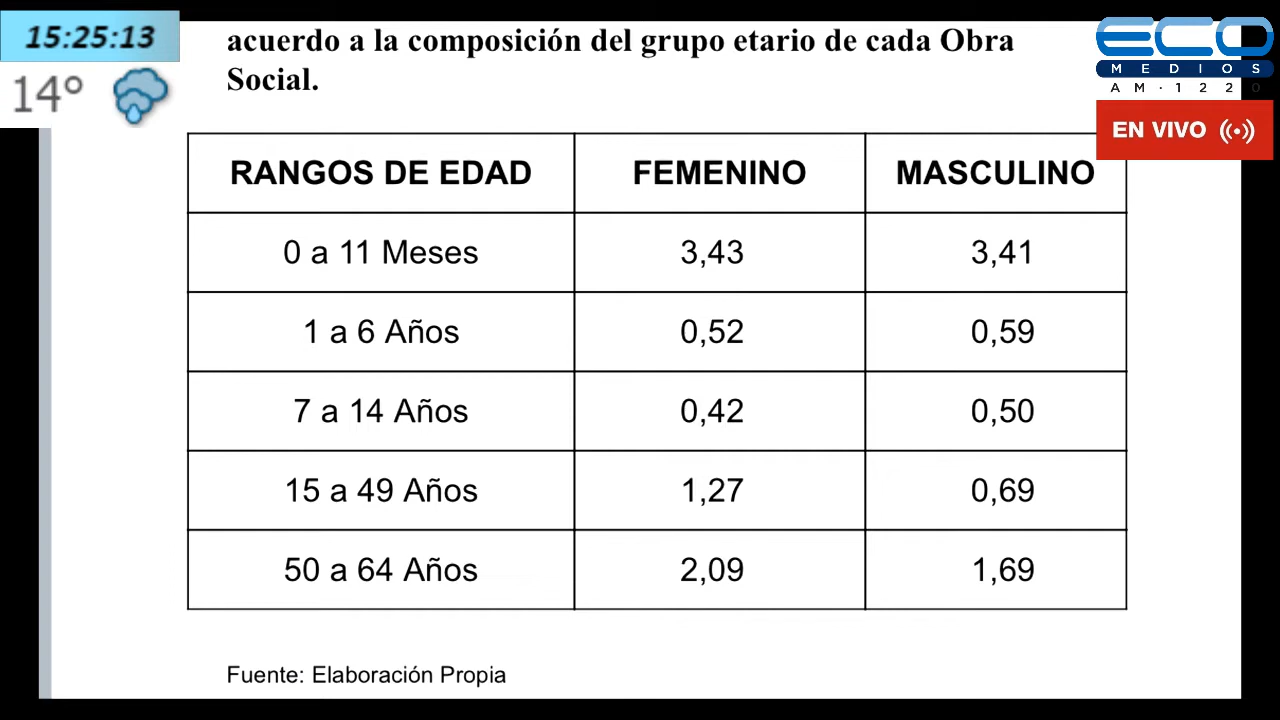 15:25:13
14°
acuerdo a la composición del grupo etario de cada Obra
Social.
ECO
MEDIOS
AM·1220
EN VIVO
RANGOS DE EDAD FEMENINO MASCULINO
0 a 11 Meses 3,43 3,41
1 a 6 Años 0,52 0,59
7 a 14 Años 0,42 0,50
15 a 49 Años 1,27 0,69
50 a 64 Años 2,09 1,69
Fuente: Elaboración Propia